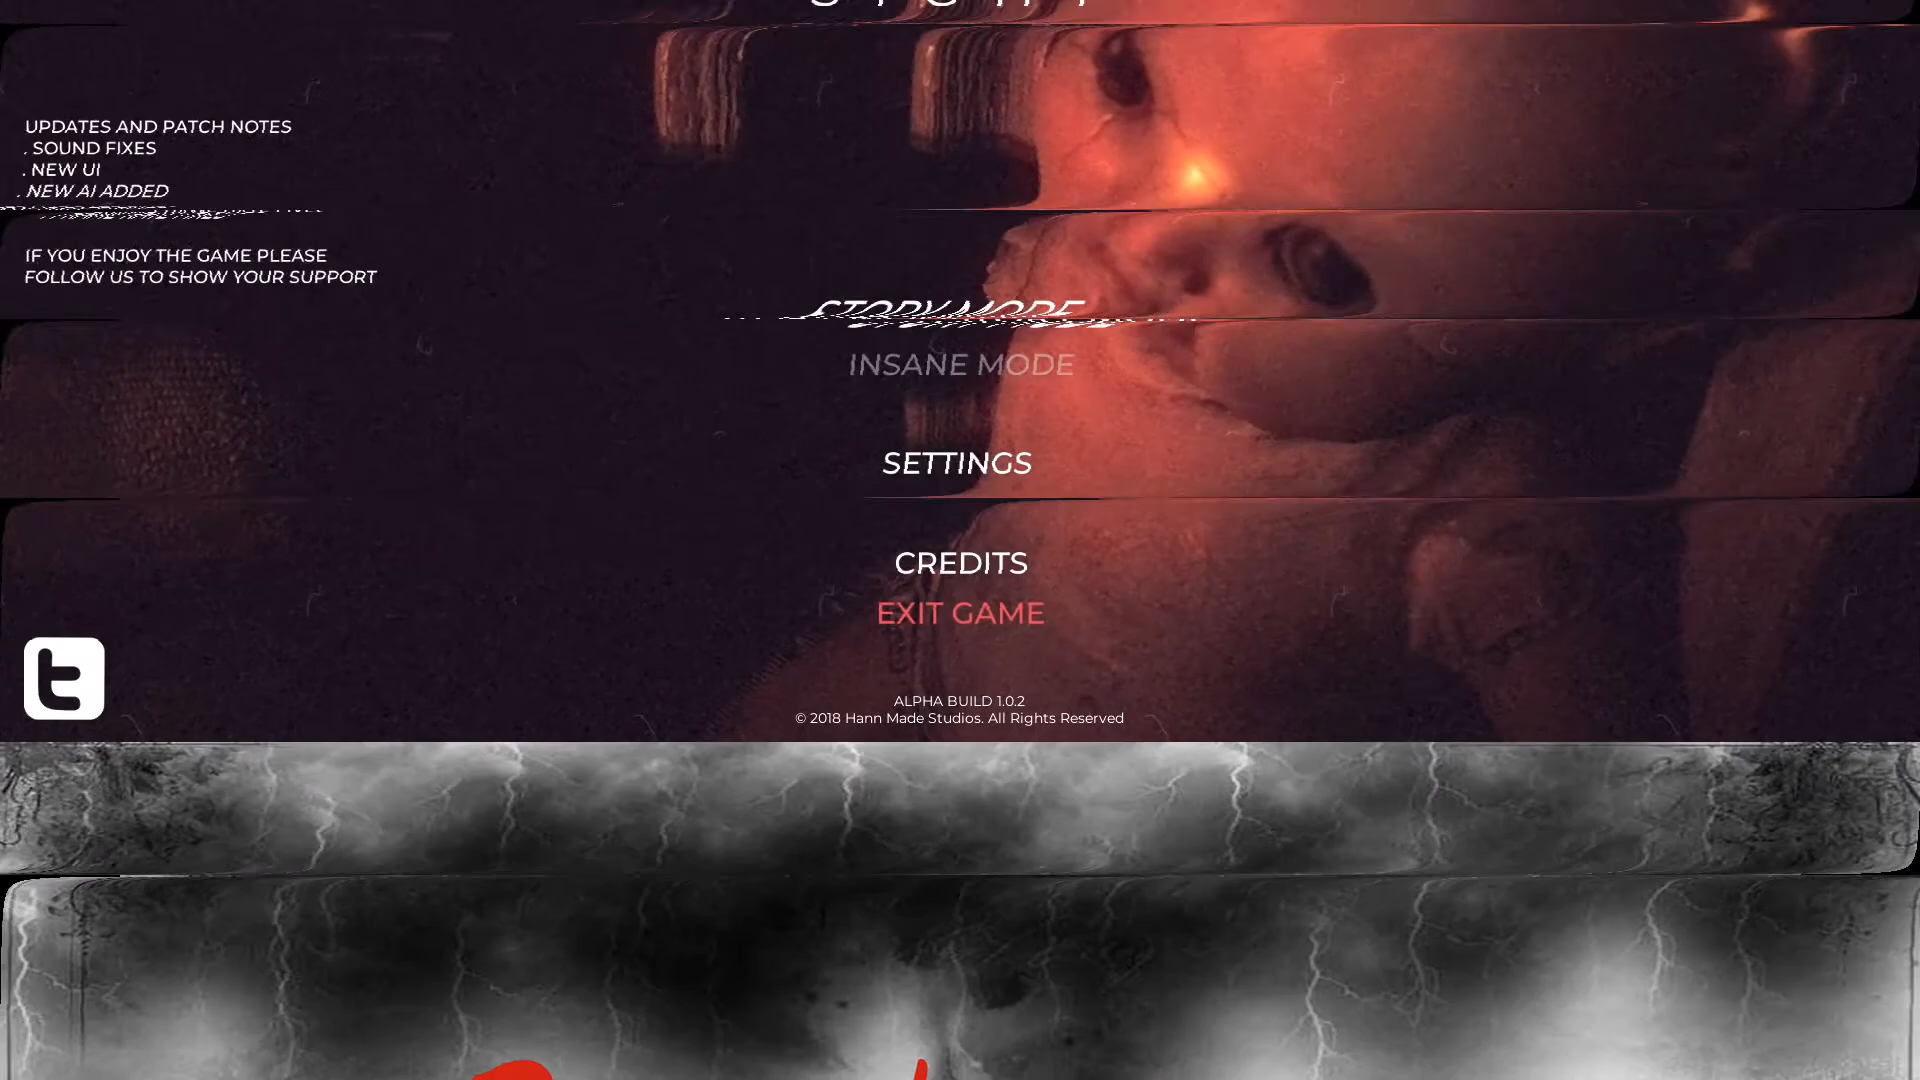 UPDATES AND PATCH NOTES
. SOUND FIXES
. NEW UI
. NEW AI ADDED
IF YOU ENJOY THE GAME PLEASE
FOLLOW US TO SHOW YOUR SUPPORT
STORY MODE
INSANE MODE
SETTINGS
CREDITS
EXIT GAME
ALPHA BUILD 1.0.2
© 2018 Hann Made Studios. All Rights Reserved